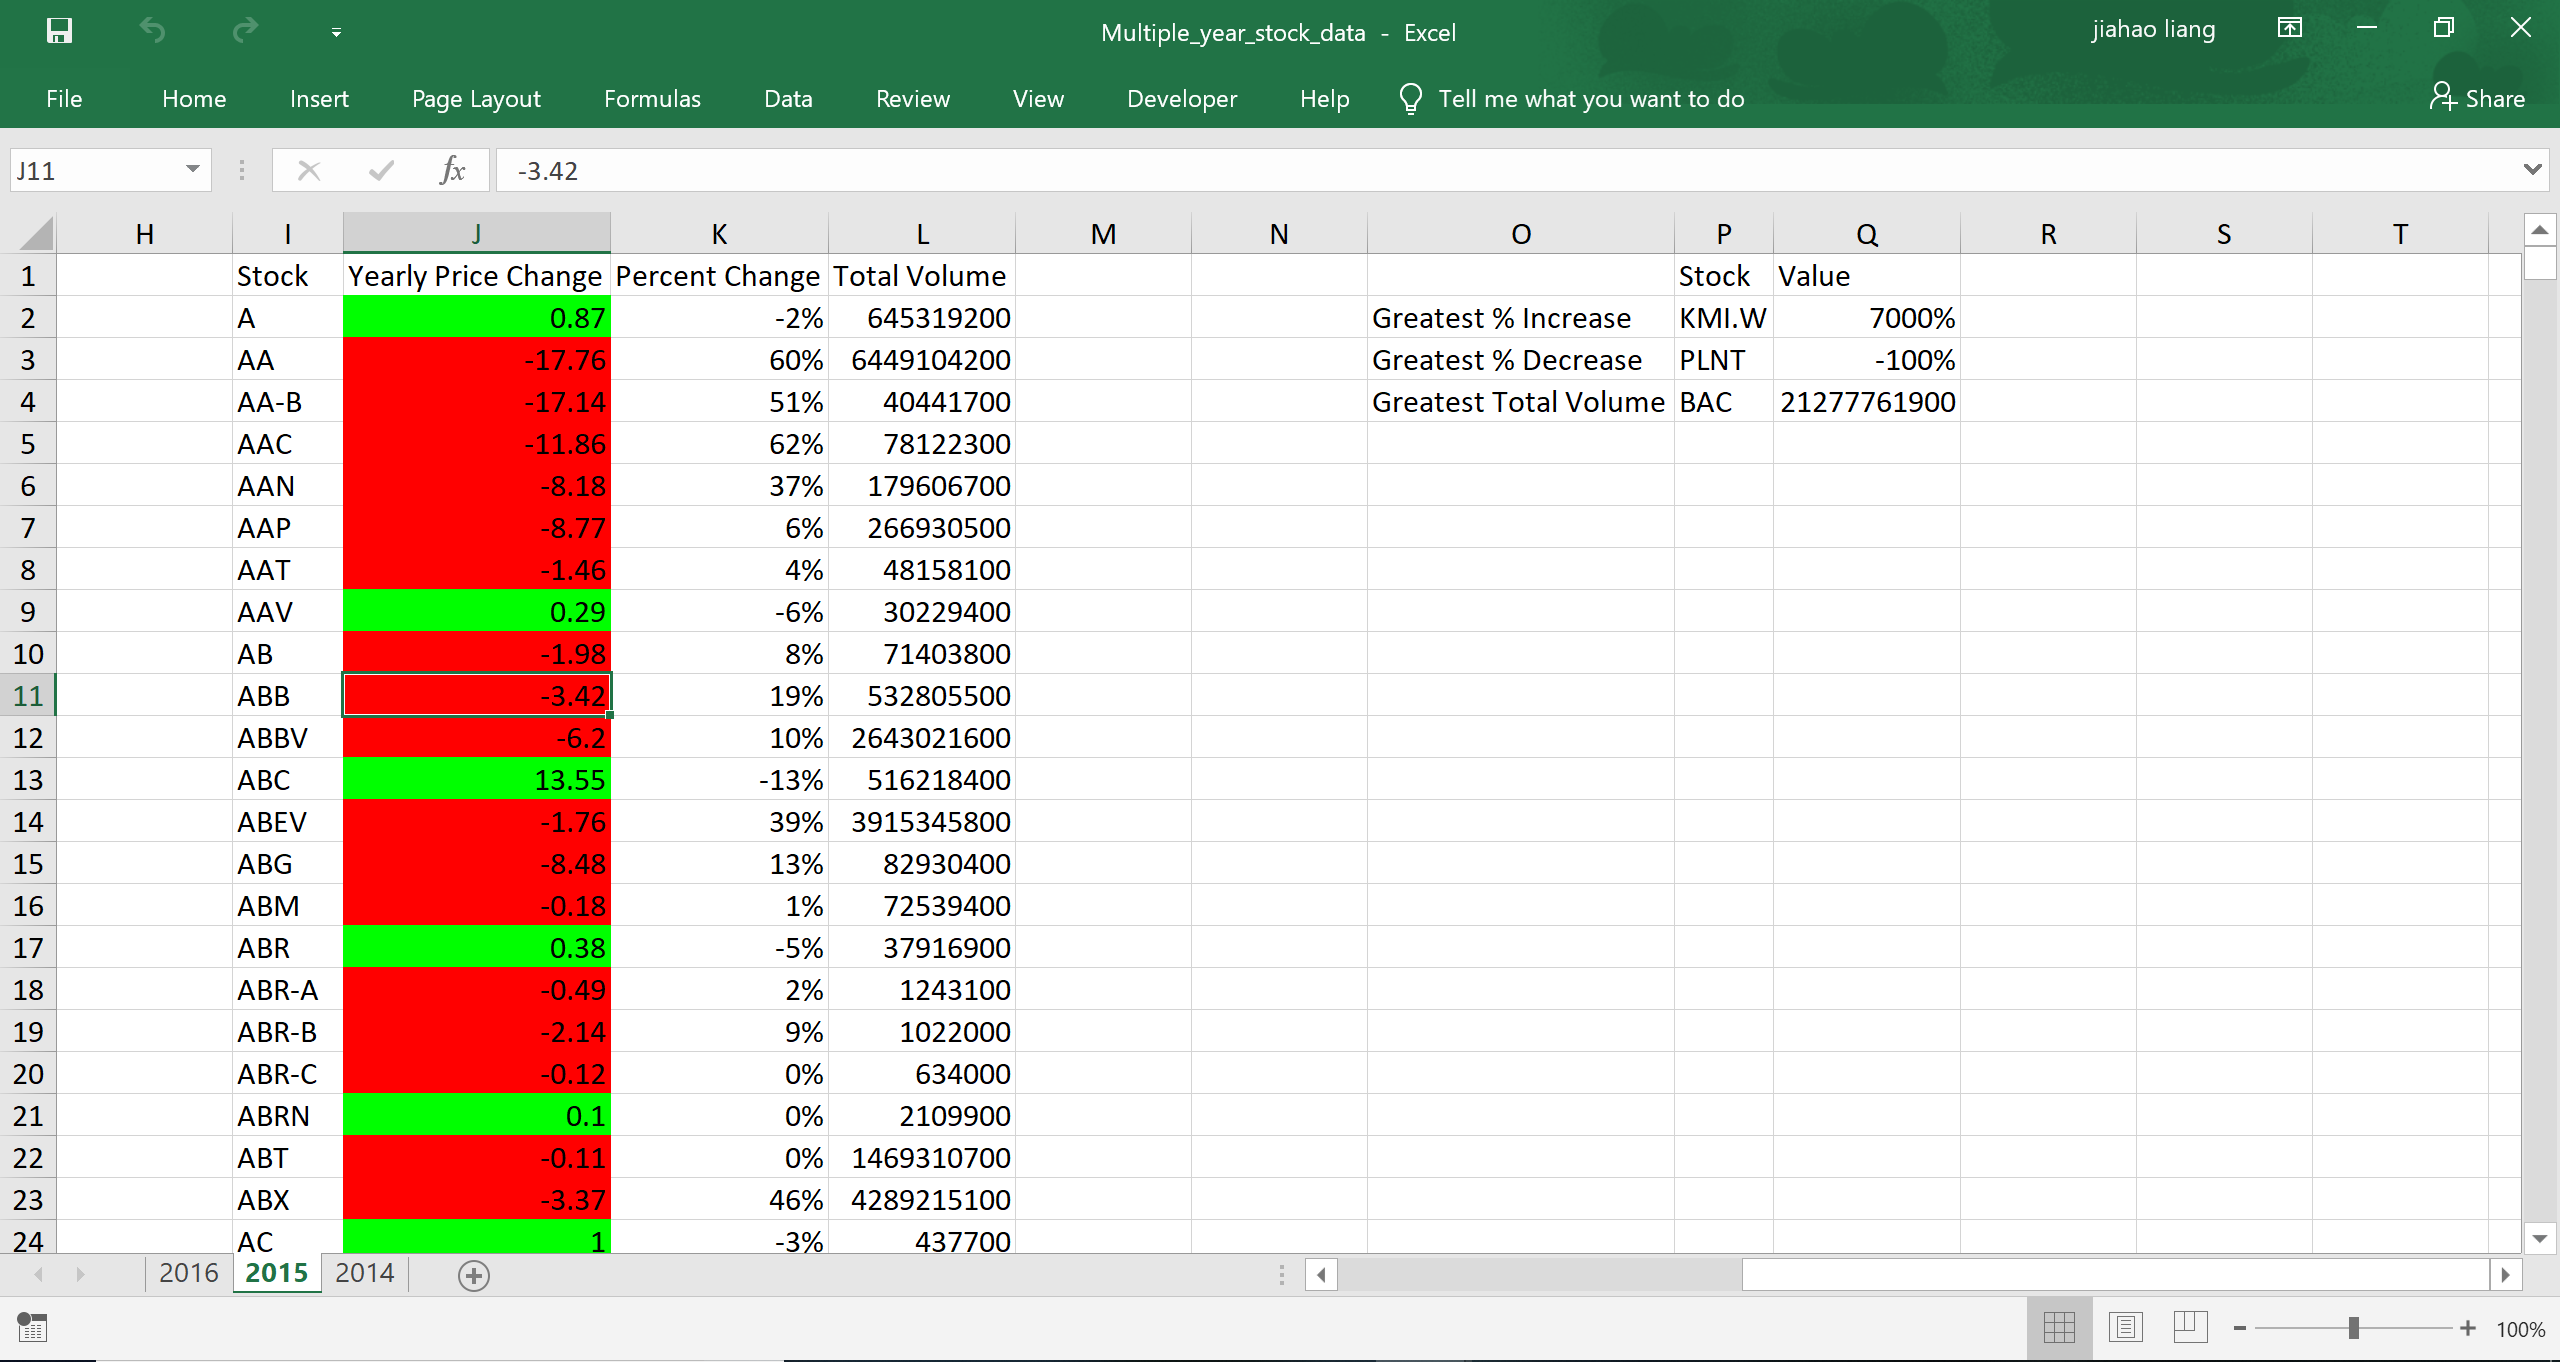 Multiple_year_stock_data - Excel
jiahao liang
File Home Insert Page Layout Formulas Data Review View Developer Help Tell me what you want to do Share
J11 fx -3.42
H I J K L M N O P Q R S T
1 Stock Yearly Price Change Percent Change Total Volume Stock Value
2 A 0.87 -2% 645319200 Greatest % Increase KMI.W 7000%
3 AA -17.76 60% 6449104200 Greatest % Decrease PLNT -100%
4 AA-B -17.14 51% 40441700 Greatest Total Volume BAC 21277761900
5 AAC -11.86 62% 78122300
6 AAN -8.18 37% 179606700
7 AAP -8.77 6% 266930500
8 AAT -1.46 4% 48158100
9 AAV 0.29 -6% 30229400
10 AB -1.98 8% 71403800
11 ABB -3.42 19% 532805500
12 ABBV -6.2 10% 2643021600
13 ABC 13.55 -13% 516218400
14 ABEV -1.76 39% 3915345800
15 ABG -8.48 13% 82930400
16 ABM -0.18 1% 72539400
17 ABR 0.38 -5% 37916900
18 ABR-A -0.49 2% 1243100
19 ABR-B -2.14 9% 1022000
20 ABR-C -0.12 0% 634000
21 ABRN 0.1 0% 2109900
22 ABT -0.11 0% 1469310700
23 ABX -3.37 46% 4289215100
24 AC 1 -3% 437700
2016 2015 2014
100%